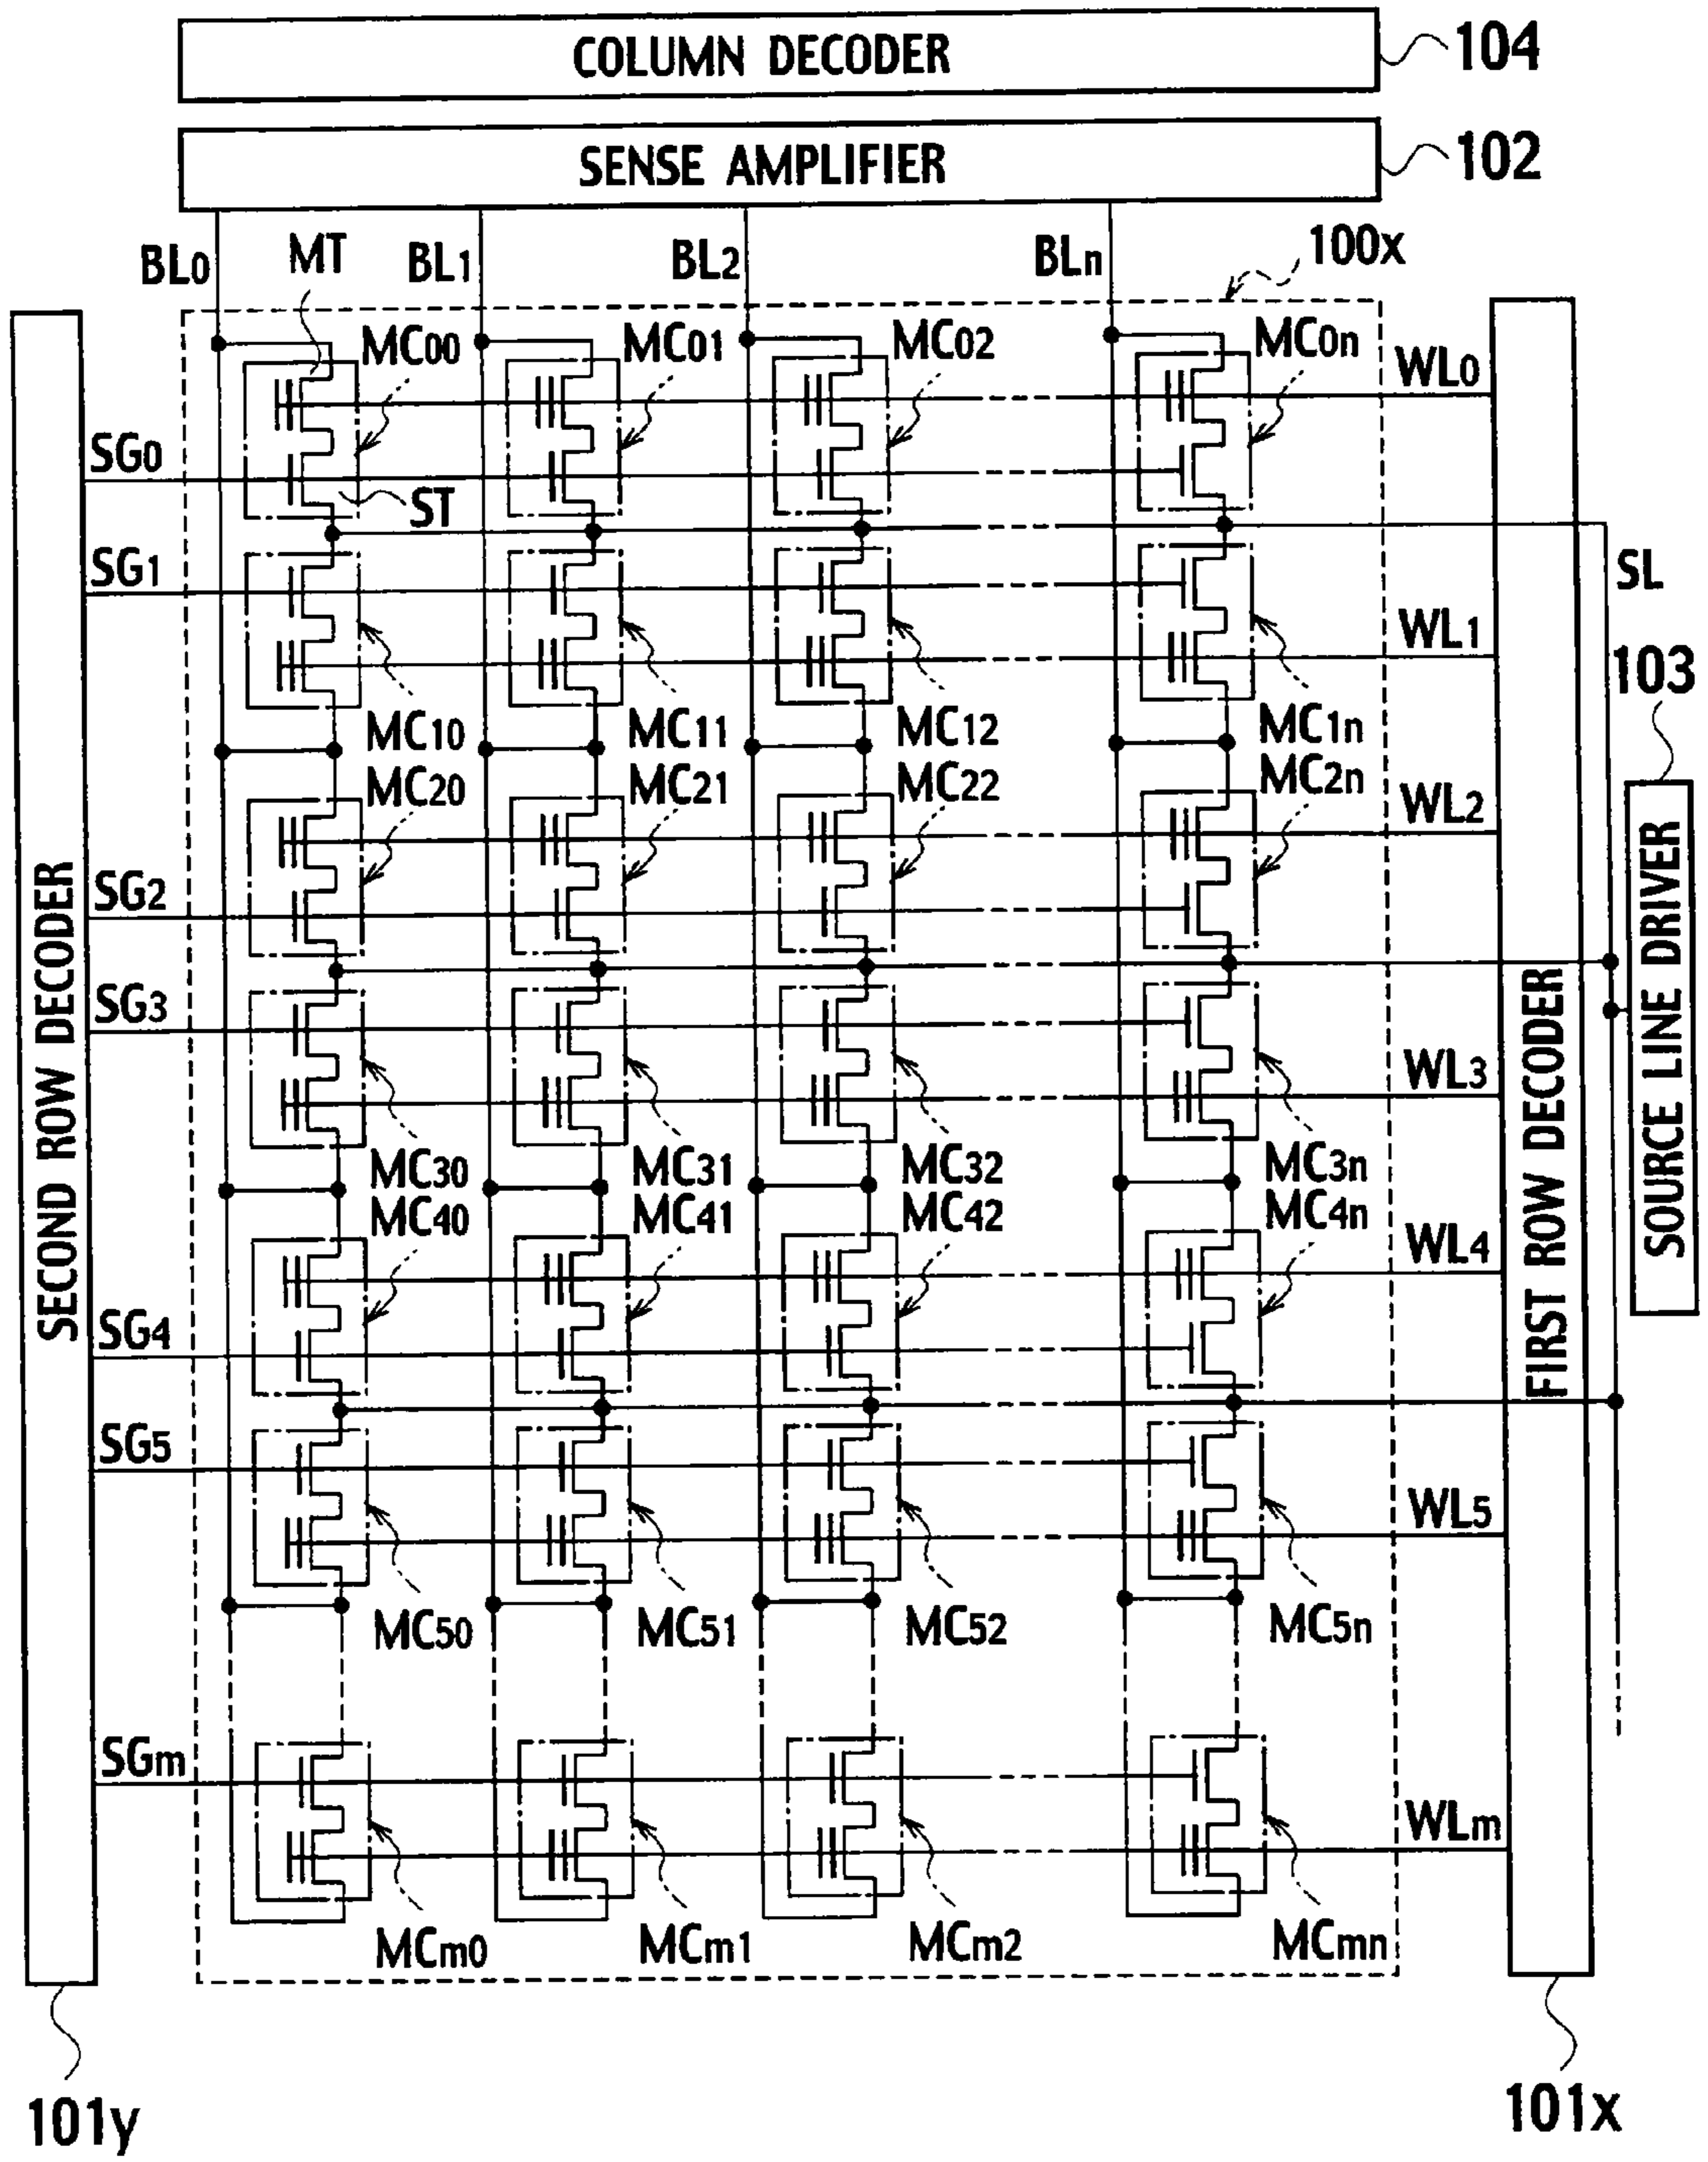 COLUMN DECODER
104
SENSE AMPLIFIER
102
BL0
MT
BL1
BL2
BLn
100x
MC00
MC01
MC02
MC0n
WL0
SG0
ST
SG1
SL
WL1
103
MC10
MC11
MC12
MC1n
MC20
MC21
MC22
MC2n
WL2
SG2
SG3
WL3
MC30
MC31
MC32
MC3n
MC40
MC41
MC42
MC4n
WL4
SG4
SG5
WL5
MC50
MC51
MC52
MC5n
SGm
WLm
MCm0
MCm1
MCm2
MCmn
SECOND ROW DECODER
FIRST ROW DECODER
SOURCE LINE DRIVER
101y
101x